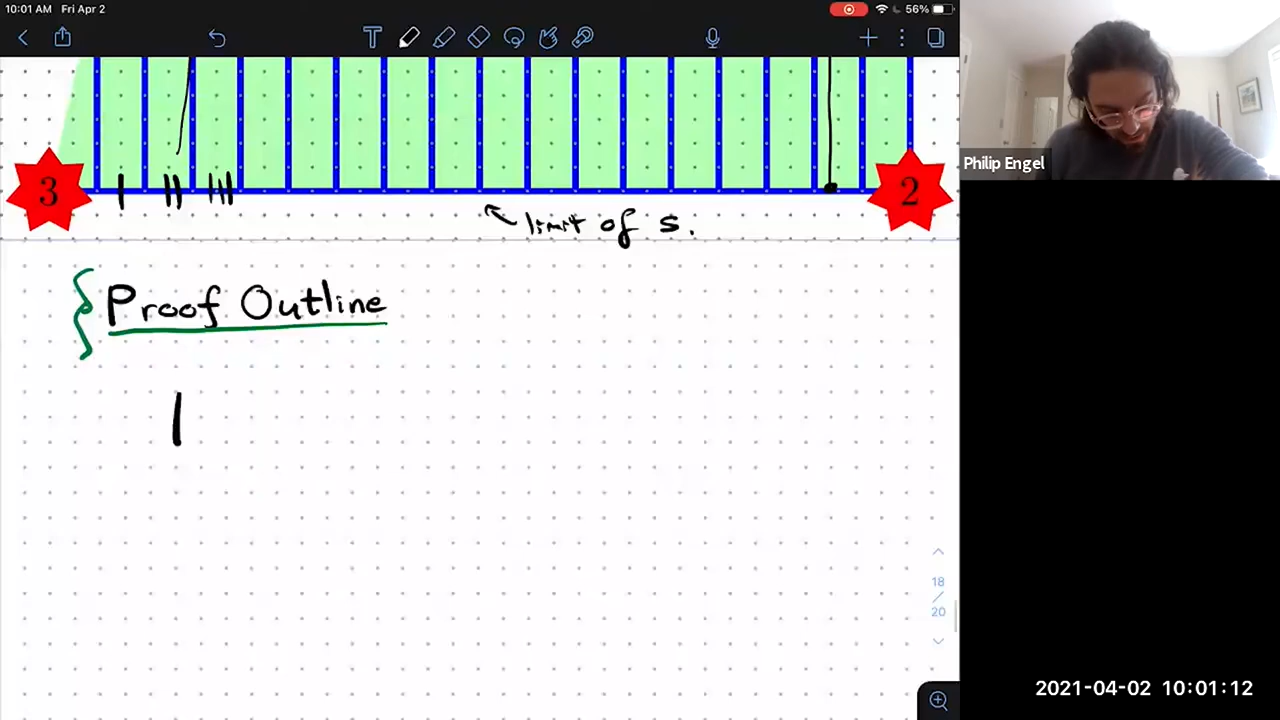 10:01 AM Fri Apr 2
56%
T
3
2
limit of s.
Proof Outline
18
20
Philip Engel
2021-04-02 10:01:12